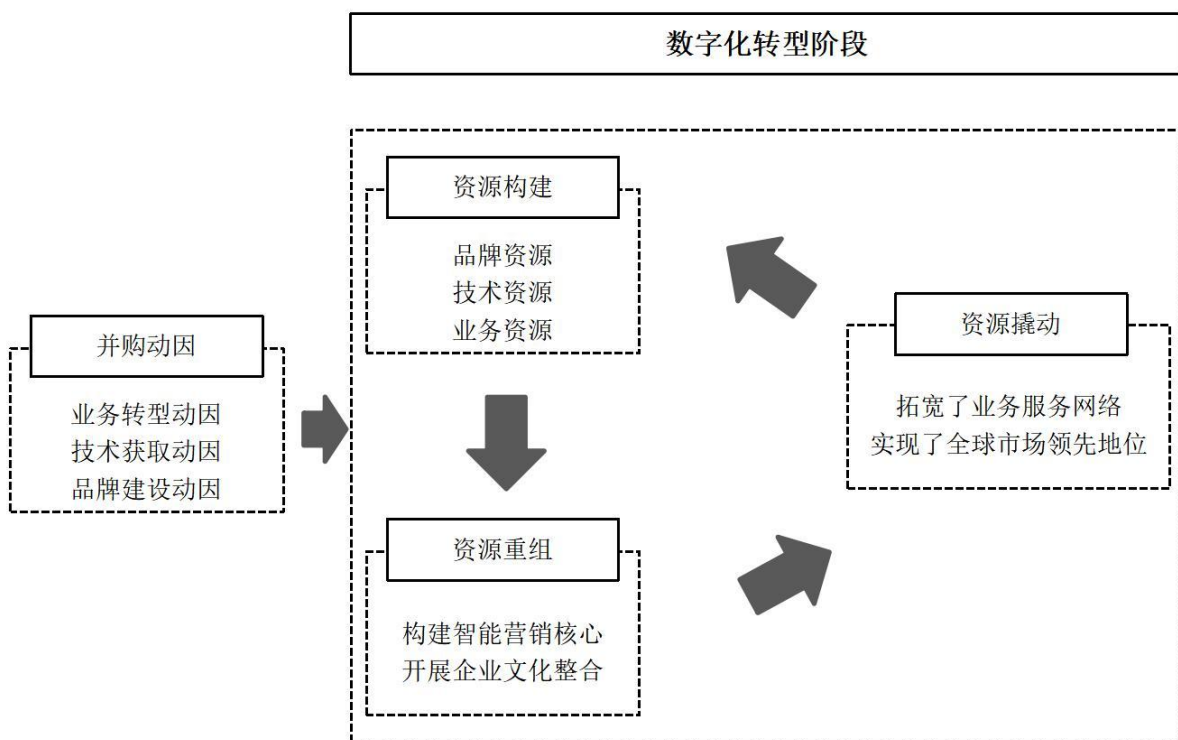 数字化转型阶段
并购动因
业务转型动因
技术获取动因
品牌建设动因
资源构建
品牌资源
技术资源
业务资源
资源重组
构建智能营销核心
开展企业文化整合
资源撬动
拓宽了业务服务网络
实现了全球市场领先地位